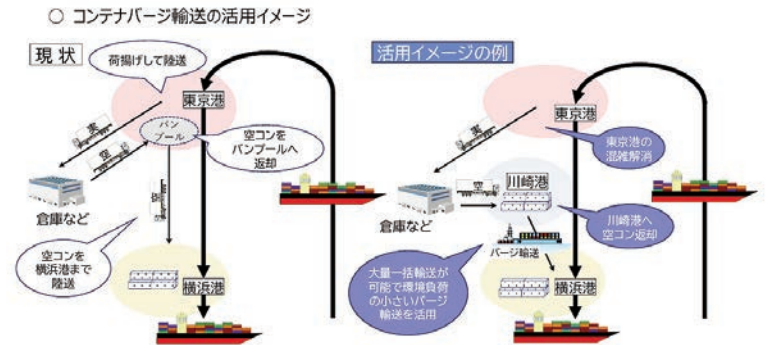 ○ コンテナバージ輸送の活用イメージ
現 状
荷揚げして陸送
東京港
バン
プール
実
空
空コンを
バンプールへ
返却
倉庫など
空
空コンを
横浜港まで
陸送
横浜港
活用イメージの例
東京港
実
東京港の
混雑解消
空
川崎港
倉庫など
川崎港へ
空コン返却
バージ輸送
大量一括輸送が
可能で環境負荷
の小さいバージ
輸送を活用
横浜港